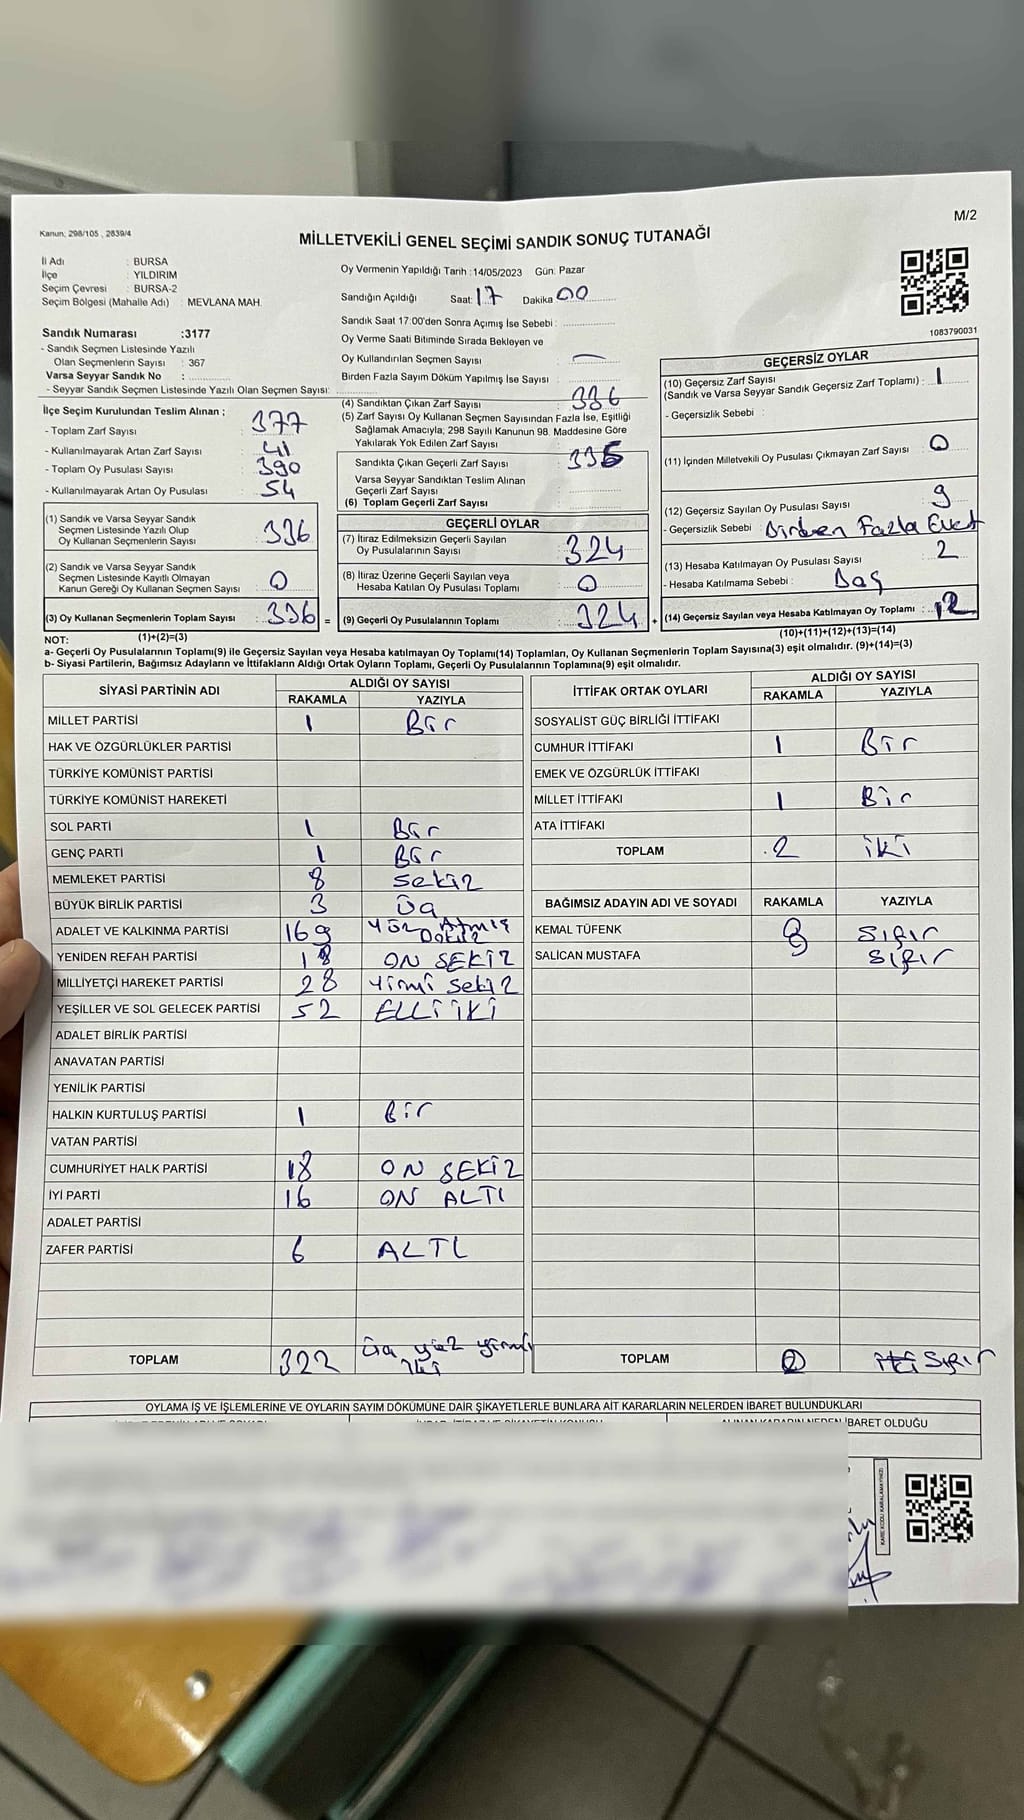 M/2
Kanun; 298/105 , 2839/4
MİLLETVEKİLİ GENEL SEÇİMİ SANDIK SONUÇ TUTANAĞI
İl Adı : BURSA
İlçe : YILDIRIM
Seçim Çevresi : BURSA-2
Seçim Bölgesi (Mahalle Adı) : MEVLANA MAH.
Oy Vermenin Yapıldığı Tarih :14/05/2023 Gün: Pazar
Sandığın Açıldığı Saat: 17 Dakika 00
Sandık Saat 17:00'den Sonra Açımış İse Sebebi :
Oy Verme Saati Bitiminde Sırada Bekleyen ve
Oy Kullandırılan Seçmen Sayısı
Birden Fazla Sayım Döküm Yapılmış İse Sayısı
1083790031
Sandık Numarası :3177
- Sandık Seçmen Listesinde Yazılı
Olan Seçmenlerin Sayısı : 367
Varsa Seyyar Sandık No :
- Seyyar Sandık Seçmen Listesinde Yazılı Olan Seçmen Sayısı:
İlçe Seçim Kurulundan Teslim Alınan ;
- Toplam Zarf Sayısı : 377
- Kullanılmayarak Artan Zarf Sayısı : 41
- Toplam Oy Pusulası Sayısı : 390
- Kullanılmayarak Artan Oy Pusulası : 54
(1) Sandık ve Varsa Seyyar Sandık
Seçmen Listesinde Yazılı Olup
Oy Kullanan Seçmenlerin Sayısı : 336
(2) Sandık ve Varsa Seyyar Sandık
Seçmen Listesinde Kayıtlı Olmayan
Kanun Gereği Oy Kullanan Seçmen Sayısı : 0
(3) Oy Kullanan Seçmenlerin Toplam Sayısı : 336 =
(4) Sandıktan Çıkan Zarf Sayısı 336
(5) Zarf Sayısı Oy Kullanan Seçmen Sayısından Fazla İse, Eşitliği
Sağlamak Amacıyla; 298 Sayılı Kanunun 98. Maddesine Göre
Yakılarak Yok Edilen Zarf Sayısı
Sandıkta Çıkan Geçerli Zarf Sayısı 335
Varsa Seyyar Sandıktan Teslim Alınan
Geçerli Zarf Sayısı
(6) Toplam Geçerli Zarf Sayısı
GEÇERLİ OYLAR
(7) İtiraz Edilmeksizin Geçerli Sayılan
Oy Pusulalarının Sayısı : 324
(8) İtiraz Üzerine Geçerli Sayılan veya
Hesaba Katılan Oy Pusulası Toplamı : 0
(9) Geçerli Oy Pusulalarının Toplamı : 324 +
GEÇERSİZ OYLAR
(10) Geçersiz Zarf Sayısı
(Sandık ve Varsa Seyyar Sandık Geçersiz Zarf Toplamı) : 1
- Geçersizlik Sebebi :
(11) İçinden Milletvekili Oy Pusulası Çıkmayan Zarf Sayısı : 0
(12) Geçersiz Sayılan Oy Pusulası Sayısı : 9
- Geçersizlik Sebebi : Birden Fazla Evet
(13) Hesaba Katılmayan Oy Pusulası Sayısı : 2
- Hesaba Katılmama Sebebi : Boş
(14) Geçersiz Sayılan veya Hesaba Katılmayan Oy Toplamı : 12
NOT: (1)+(2)=(3)
(10)+(11)+(12)+(13)=(14)
a- Geçerli Oy Pusulalarının Toplamı(9) ile Geçersiz Sayılan veya Hesaba katılmayan Oy Toplamı(14) Toplamları, Oy Kullanan Seçmenlerin Toplam Sayısına(3) eşit olmalıdır. (9)+(14)=(3)
b- Siyasi Partilerin, Bağımsız Adayların ve İttifakların Aldığı Ortak Oyların Toplamı, Geçerli Oy Pusulalarının Toplamına(9) eşit olmalıdır.
SİYASİ PARTİNİN ADI ALDIĞI OY SAYISI
RAKAMLA YAZIYLA
MİLLET PARTİSİ 1 Bir
HAK VE ÖZGÜRLÜKLER PARTİSİ
TÜRKİYE KOMÜNİST PARTİSİ
TÜRKİYE KOMÜNİST HAREKETİ
SOL PARTİ 1 Bir
GENÇ PARTİ 1 Bir
MEMLEKET PARTİSİ 8 sekiz
BÜYÜK BİRLİK PARTİSİ 3 Üç
ADALET VE KALKINMA PARTİSİ 169 Yüz Atmış Dokuz
YENİDEN REFAH PARTİSİ 18 ON SEKİZ
MİLLİYETÇİ HAREKET PARTİSİ 28 Yirmi Sekiz
YEŞİLLER VE SOL GELECEK PARTİSİ 52 ELLİ İKİ
ADALET BİRLİK PARTİSİ
ANAVATAN PARTİSİ
YENİLİK PARTİSİ
HALKIN KURTULUŞ PARTİSİ 1 Bir
VATAN PARTİSİ
CUMHURİYET HALK PARTİSİ 18 ON SEKİZ
İYİ PARTİ 16 ON ALTI
ADALET PARTİSİ
ZAFER PARTİSİ 6 ALTI
TOPLAM 322 Üç yüz yirmi iki
İTTİFAK ORTAK OYLARI ALDIĞI OY SAYISI
RAKAMLA YAZIYLA
SOSYALİST GÜÇ BİRLİĞİ İTTİFAKI
CUMHUR İTTİFAKI 1 Bir
EMEK VE ÖZGÜRLÜK İTTİFAKI
MİLLET İTTİFAKI 1 Bir
ATA İTTİFAKI
TOPLAM 2 iki
BAĞIMSIZ ADAYIN ADI VE SOYADI RAKAMLA YAZIYLA
KEMAL TÜFENK 0 SIFIR
SALİCAN MUSTAFA 0 SIFIR
TOPLAM iki SIFIR
OYLAMA İŞ VE İŞLEMLERİNE VE OYLARIN SAYIM DÖKÜMÜNE DAİR ŞİKAYETLERLE BUNLARA AİT KARARLARIN NELERDEN İBARET BULUNDUKLARI
ALINAN KARARIN NEDEN İBARET OLDUĞU
KARE KODU KARALAMAYINIZ!